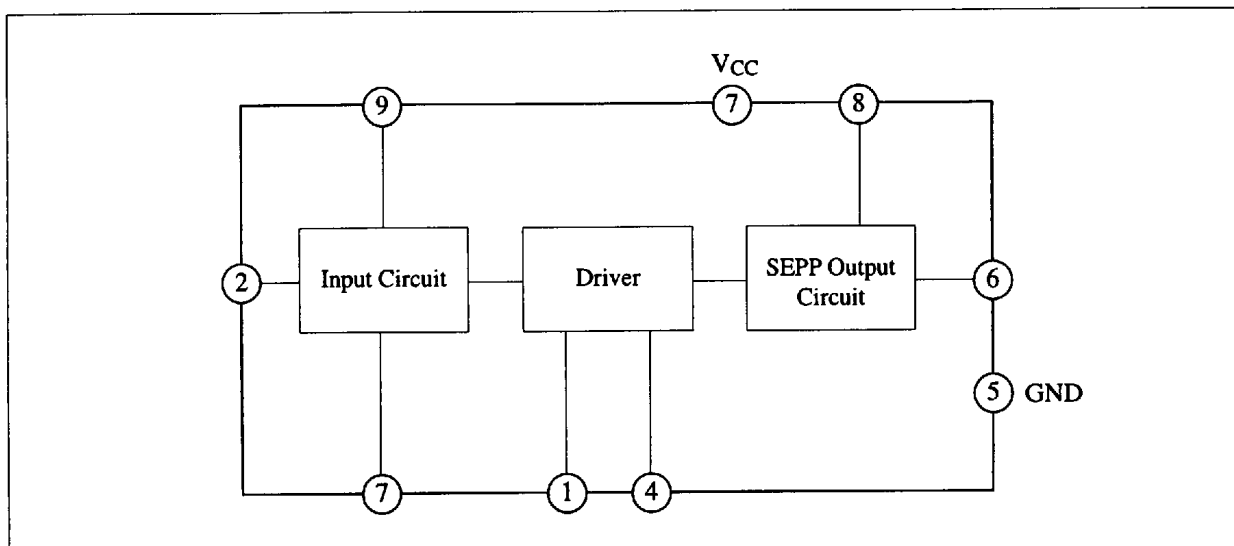 VCC
9
7
8
2
Input Circuit
Driver
SEPP Output
Circuit
6
5
GND
7
1
4